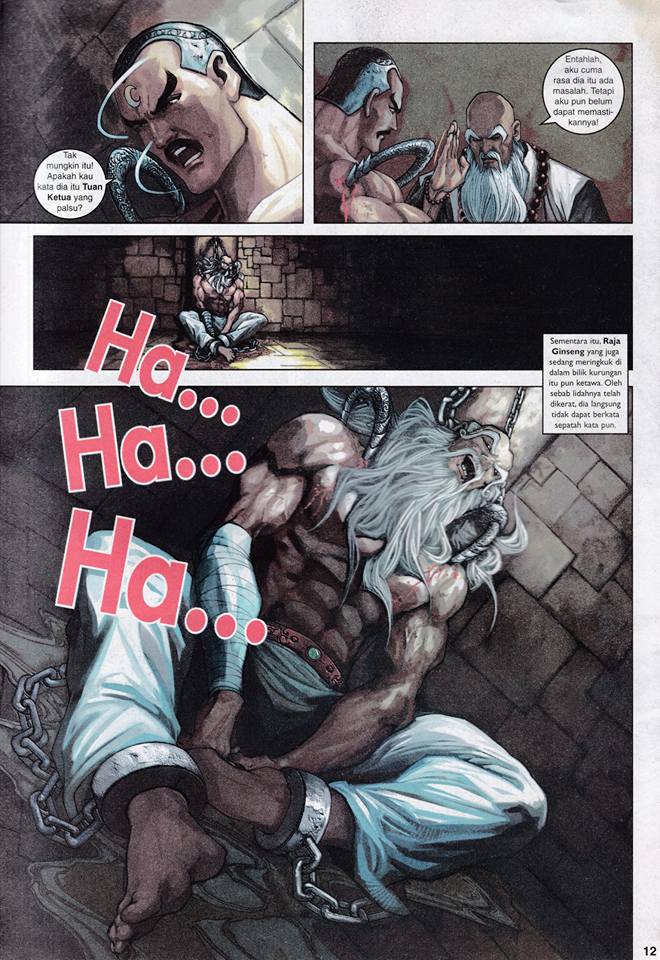 Tak
mungkin itu!
Apakah kau
kata dia itu Tuan
Ketua yang
palsu?
Entahlah,
aku cuma
rasa dia itu ada
masalah. Tetapi
aku pun belum
dapat memasti-
kannya!
Sementara itu, Raja
Ginseng yang juga
sedang meringkuk di
dalam bilik kurungan
itu pun ketawa. Oleh
sebab lidahnya telah
dikerat, dia langsung
tidak dapat berkata
sepatah kata pun.
Ha...
Ha...
Ha...
12